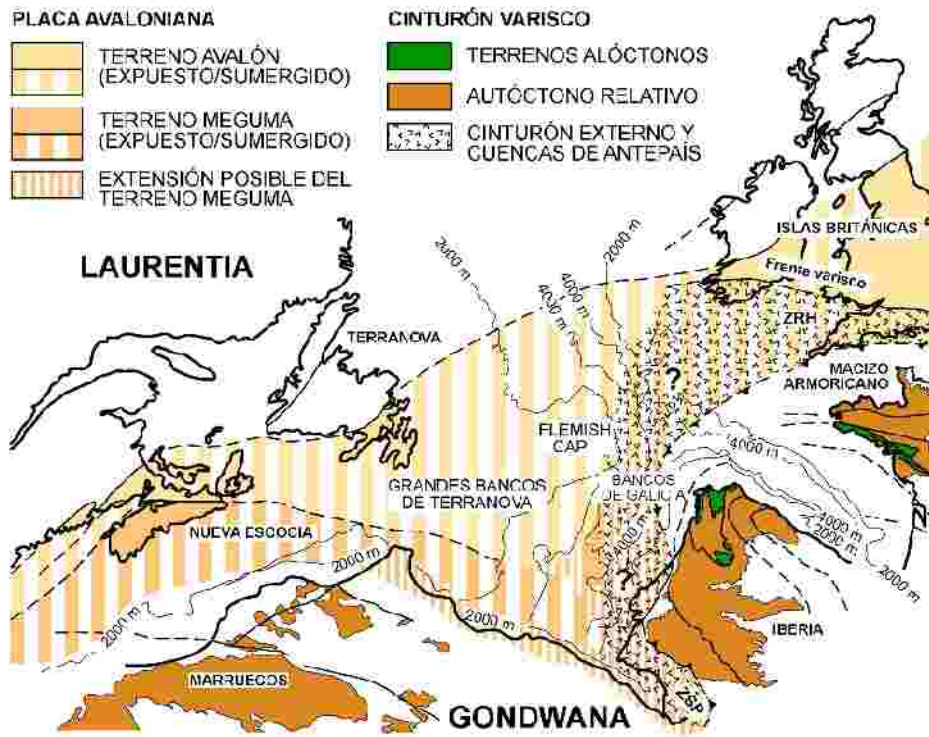 PLACA AVALONIANA
TERRENO AVALÓN
(EXPUESTO/SUMERGIDO)
TERRENO MEGUMA
(EXPUESTO/SUMERGIDO)
EXTENSIÓN POSIBLE DEL
TERRENO MEGUMA
CINTURÓN VARISCO
TERRENOS ALÓCTONOS
AUTÓCTONO RELATIVO
CINTURÓN EXTERNO Y
CUENCAS DE ANTEPAÍS
ISLAS BRITÁNICAS
LAURENTIA
2000 m
4000 m
4000 m
2000 m
Frente varisco
ZRH
TERRANOVA
MACIZO
ARMORICANO
?
FLEMISH
CAP
4000 m
GRANDES BANCOS
DE TERRANOVA
BANCOS
DE GALICIA
NUEVA ESCOCIA
4000 m
4000 m
2000 m
2000 m
2000 m
2000 m
?
2000 m
IBERIA
MARRUECOS
ZSP
GONDWANA